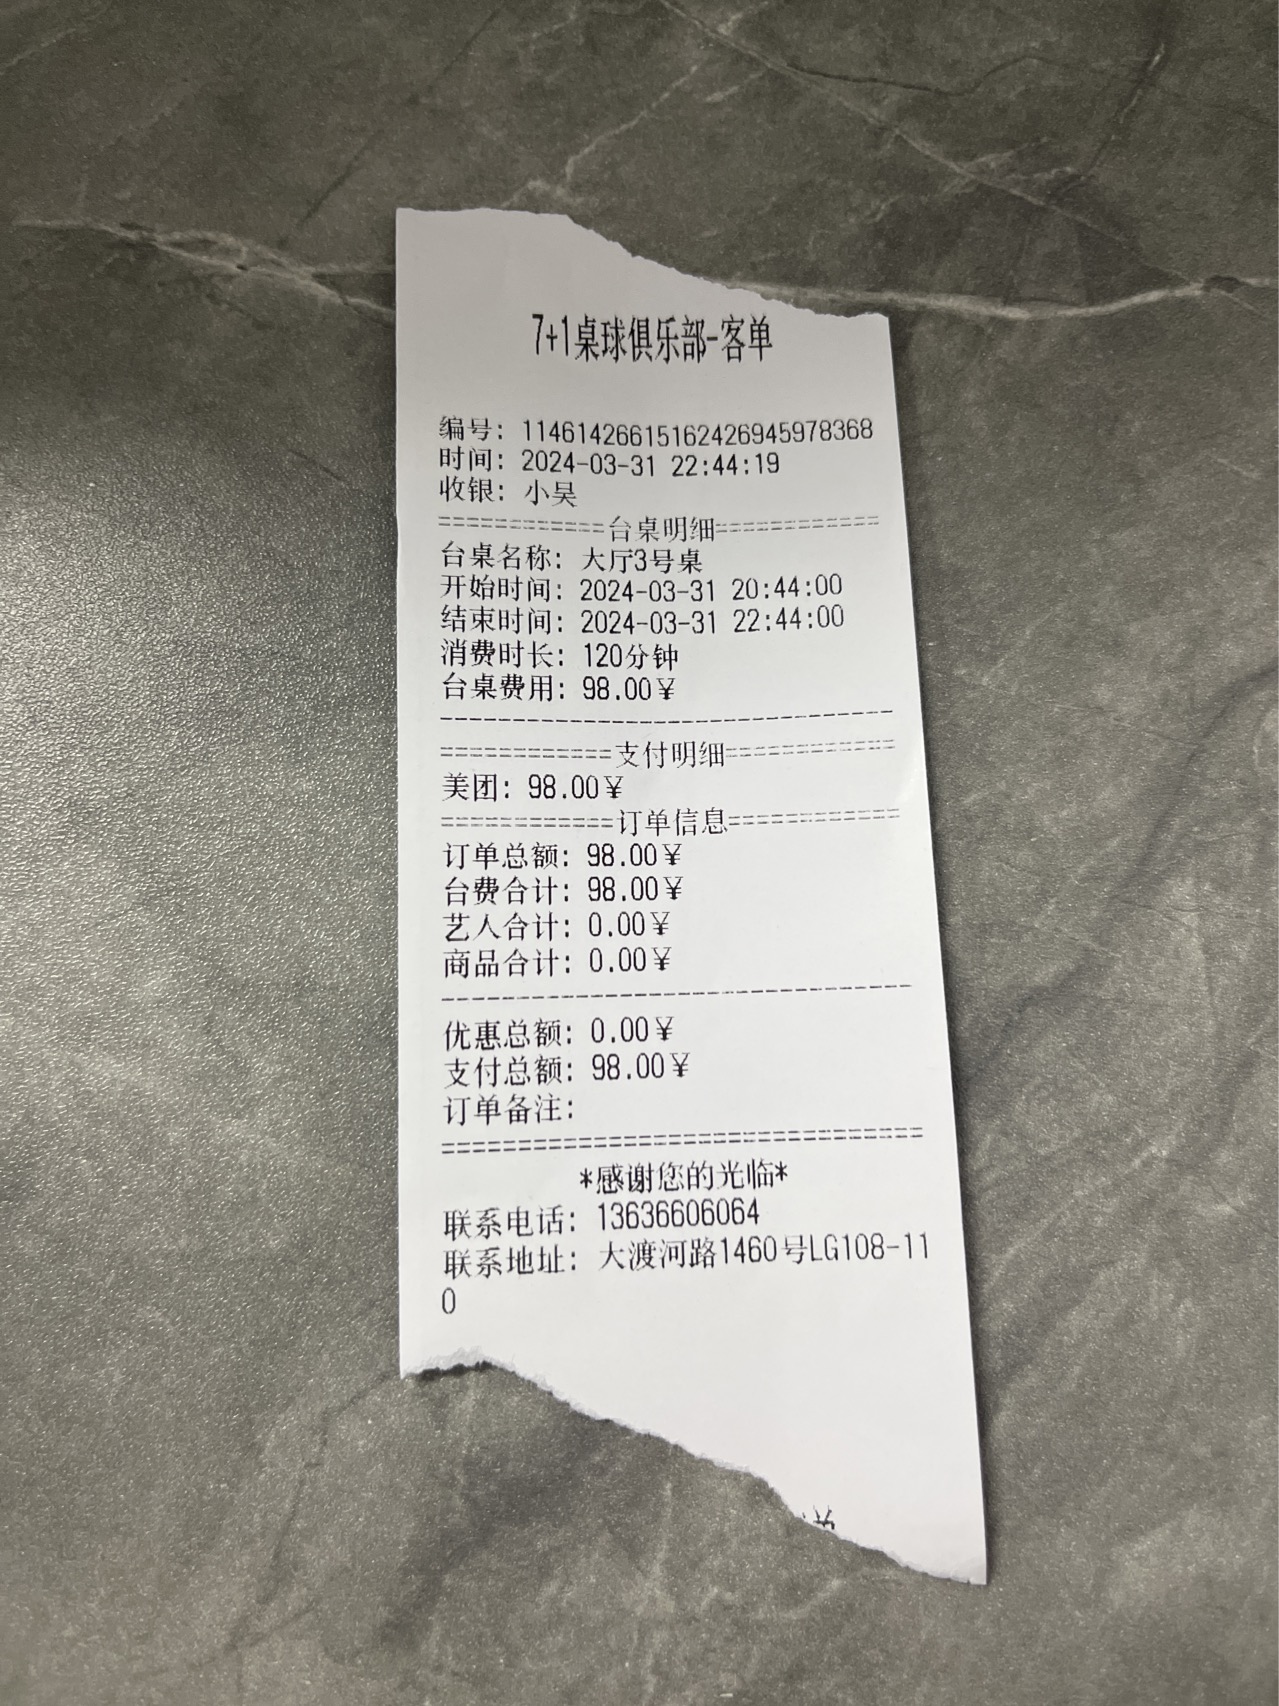 7+1桌球俱乐部-客单
编号: 11461426615162426945978368
时间: 2024-03-31 22:44:19
收银: 小吴
============台桌明细============
台桌名称: 大厅3号桌
开始时间: 2024-03-31 20:44:00
结束时间: 2024-03-31 22:44:00
消费时长: 120分钟
台桌费用: 98.00¥
--------------------------------
============支付明细============
美团: 98.00¥
============订单信息============
订单总额: 98.00¥
台费合计: 98.00¥
艺人合计: 0.00¥
商品合计: 0.00¥
--------------------------------
优惠总额: 0.00¥
支付总额: 98.00¥
订单备注:
================================
*感谢您的光临*
联系电话: 13636606064
联系地址: 大渡河路1460号LG108-11
0